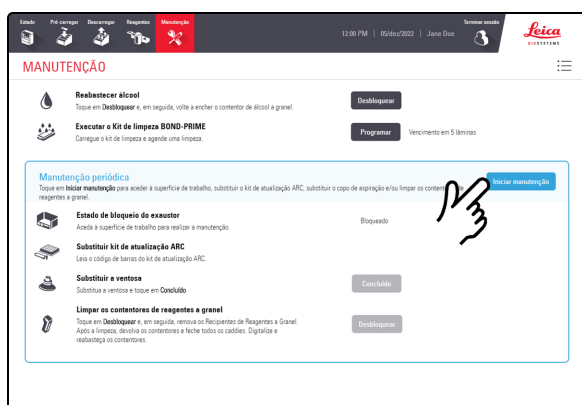 Estado Pré-carregar Descarregar Reagentes Manutenção
12:00 PM | 05/dez/2022 | Jane Doe
Terminar sessão
Leica
BIOSYSTEMS
MANUTENÇÃO
Reabastecer álcool
Toque em Desbloquear e, em seguida, volte a encher o contentor de álcool a granel.
Desbloquear
Executar o Kit de limpeza BOND-PRIME
Carregue o kit de limpeza e agende uma limpeza.
Programar
Vencimento em 5 lâminas.
Manutenção periódica
Toque em Iniciar manutenção para aceder à superfície de trabalho, substituir o kit de atualização ARC, substituir o copo de aspiração e/ou limpar os
reagentes a granel.
Iniciar manutenção
Estado de bloqueio do exaustor
Aceda à superfície de trabalho para realizar a manutenção.
Bloqueado
Substituir kit de atualização ARC
Leia o código de barras do kit de atualização ARC.
Substituir a ventosa
Substitua a ventosa e toque em Concluído
Concluído
Limpar os contentores de reagentes a granel
Toque em Desbloquear e, em seguida, remova os Recipientes de Reagentes a Granel.
Após a limpeza, devolva os contentores e feche todos os caddies. Digitalize e
reabasteça os contentores.
Desbloquear